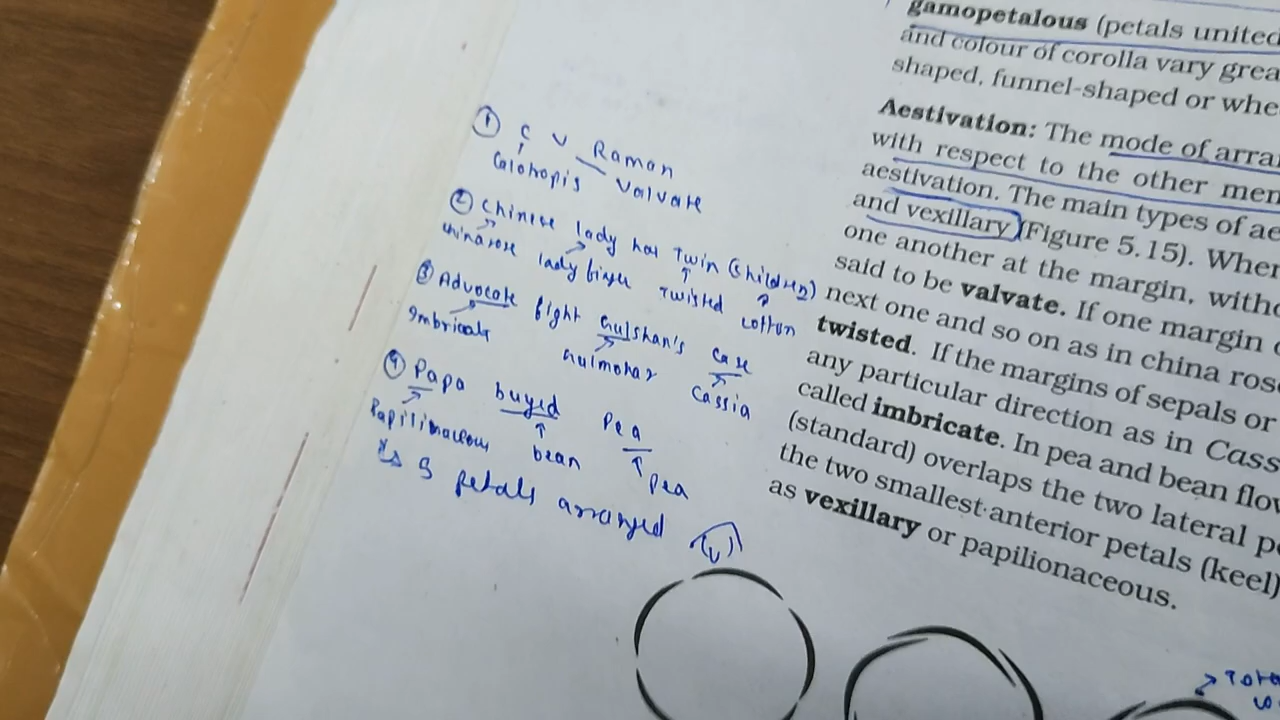 ① C V Raman
Calotropis Valvate
② Chinese lady has Twin (Children)
chinarose lady finger Twisted cotton
③ Advocate fight Gulshan's case
Imbricate Gulmohar Cassia
④ Papa buyed Pea
Papilimaceous bean pea
↳ 5 petals arranged
gamopetalous (petals united
and colour of corolla vary grea
shaped, funnel-shaped or whe
Aestivation: The mode of arra
with respect to the other mem
aestivation. The main types of ae
and vexillary (Figure 5.15). When
one another at the margin, witho
said to be valvate. If one margin o
next one and so on as in china rose
twisted. If the margins of sepals or
any particular direction as in Cass
called imbricate. In pea and bean flow
(standard) overlaps the two lateral pe
the two smallest anterior petals (keel)
as vexillary or papilionaceous.